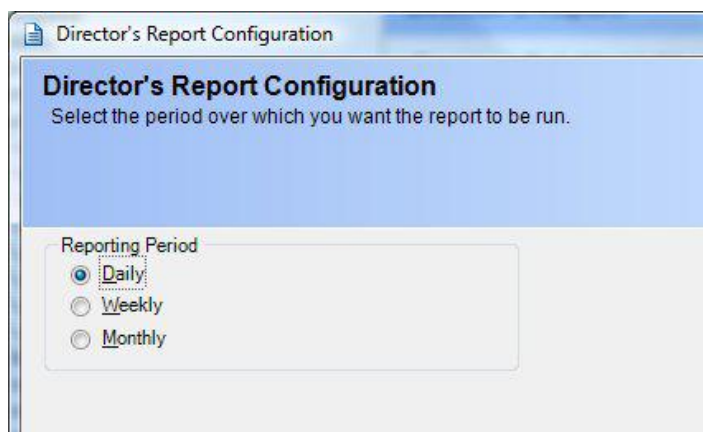 Director's Report Configuration
Director's Report Configuration
Select the period over which you want the report to be run.
Reporting Period
Daily
Weekly
Monthly